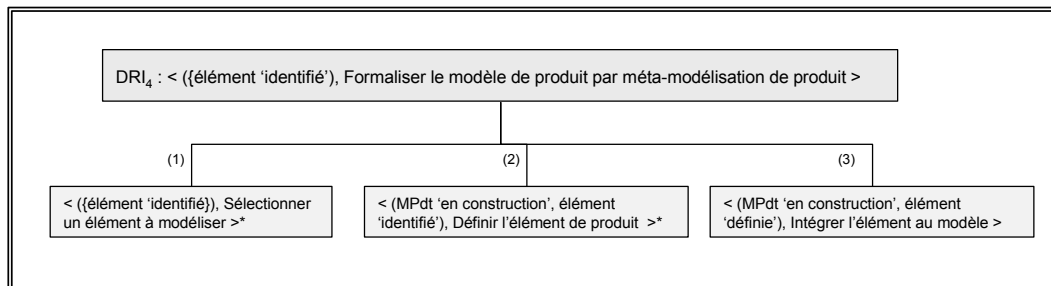 DRI4 : < ({élément ‘identifié’), Formaliser le modèle de produit par méta-modélisation de produit >
(1)
(2)
(3)
< ({élément ‘identifié}), Sélectionner
un élément à modéliser >*
< (MPdt ‘en construction’, élément
‘identifié’), Définir l’élément de produit >*
< (MPdt ‘en construction’, élément
‘définie’), Intégrer l’élément au modèle >